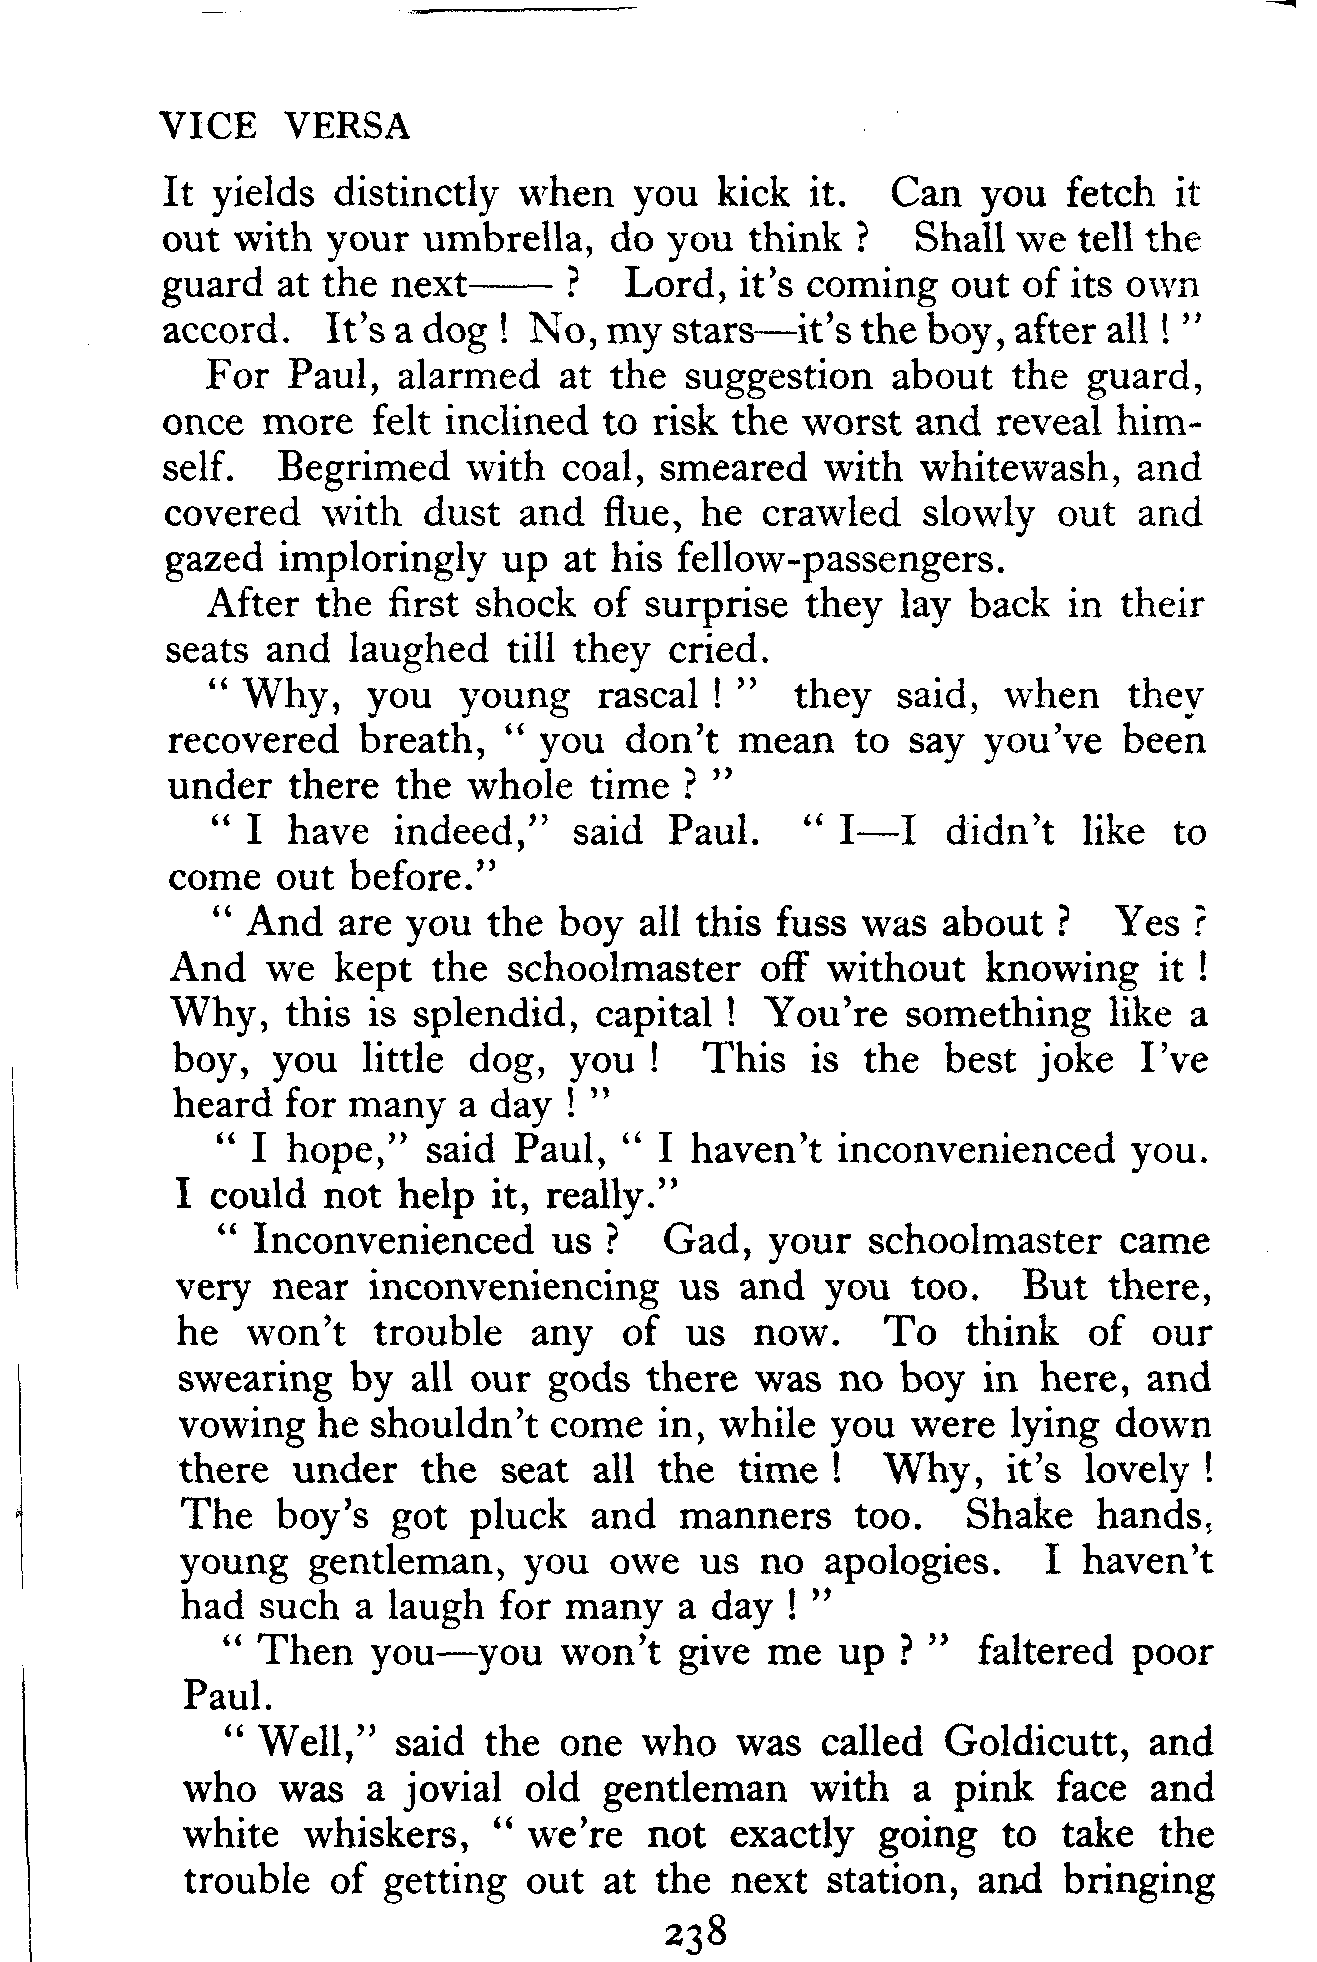 VICE VERSA
It yields distinctly when you kick it. Can you fetch it
out with your umbrella, do you think ? Shall we tell the
guard at the next—— ? Lord, it's coming out of its own
accord. It's a dog ! No, my stars—it's the boy, after all ! ”
For Paul, alarmed at the suggestion about the guard,
once more felt inclined to risk the worst and reveal him-
self. Begrimed with coal, smeared with whitewash, and
covered with dust and flue, he crawled slowly out and
gazed imploringly up at his fellow-passengers.
After the first shock of surprise they lay back in their
seats and laughed till they cried.
“ Why, you young rascal ! ” they said, when they
recovered breath, “ you don't mean to say you've been
under there the whole time ? ”
“ I have indeed,” said Paul. “ I—I didn't like to
come out before.”
“ And are you the boy all this fuss was about ? Yes ?
And we kept the schoolmaster off without knowing it !
Why, this is splendid, capital ! You're something like a
boy, you little dog, you ! This is the best joke I've
heard for many a day ! ”
“ I hope,” said Paul, “ I haven't inconvenienced you.
I could not help it, really.”
“ Inconvenienced us ? Gad, your schoolmaster came
very near inconveniencing us and you too. But there,
he won't trouble any of us now. To think of our
swearing by all our gods there was no boy in here, and
vowing he shouldn't come in, while you were lying down
there under the seat all the time ! Why, it's lovely !
The boy's got pluck and manners too. Shake hands,
young gentleman, you owe us no apologies. I haven't
had such a laugh for many a day ! ”
“ Then you—you won't give me up ? ” faltered poor
Paul.
“ Well,” said the one who was called Goldicutt, and
who was a jovial old gentleman with a pink face and
white whiskers, “ we're not exactly going to take the
trouble of getting out at the next station, and bringing
238